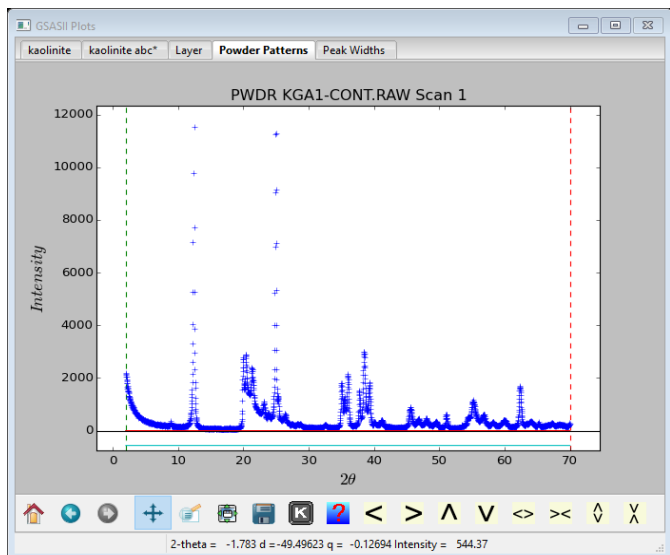 GSASII Plots
kaolinite kaolinite abc* Layer Powder Patterns Peak Widths
PWDR KGA1-CONT.RAW Scan 1
12000
10000
8000
6000
4000
2000
0
Intensity
0 10 20 30 40 50 60 70 80
2θ
K ? < > Λ V <> ><
2-theta = -1.783 d =-49.49623 q = -0.12694 Intensity = 544.37